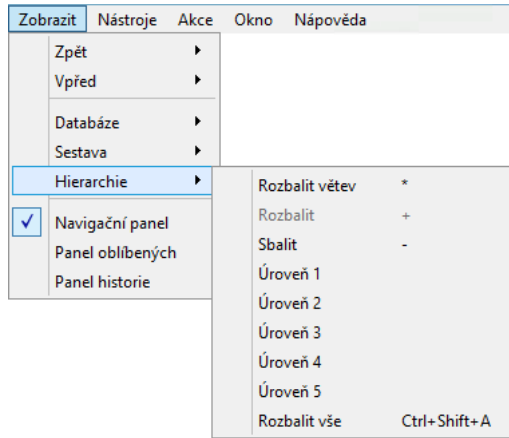 Zobrazit Nástroje Akce Okno Nápověda
Zpět
Vpřed
Databáze
Sestava
Hierarchie
Navigační panel
Panel oblíbených
Panel historie
Rozbalit větev *
Rozbalit +
Sbalit -
Úroveň 1
Úroveň 2
Úroveň 3
Úroveň 4
Úroveň 5
Rozbalit vše Ctrl+Shift+A